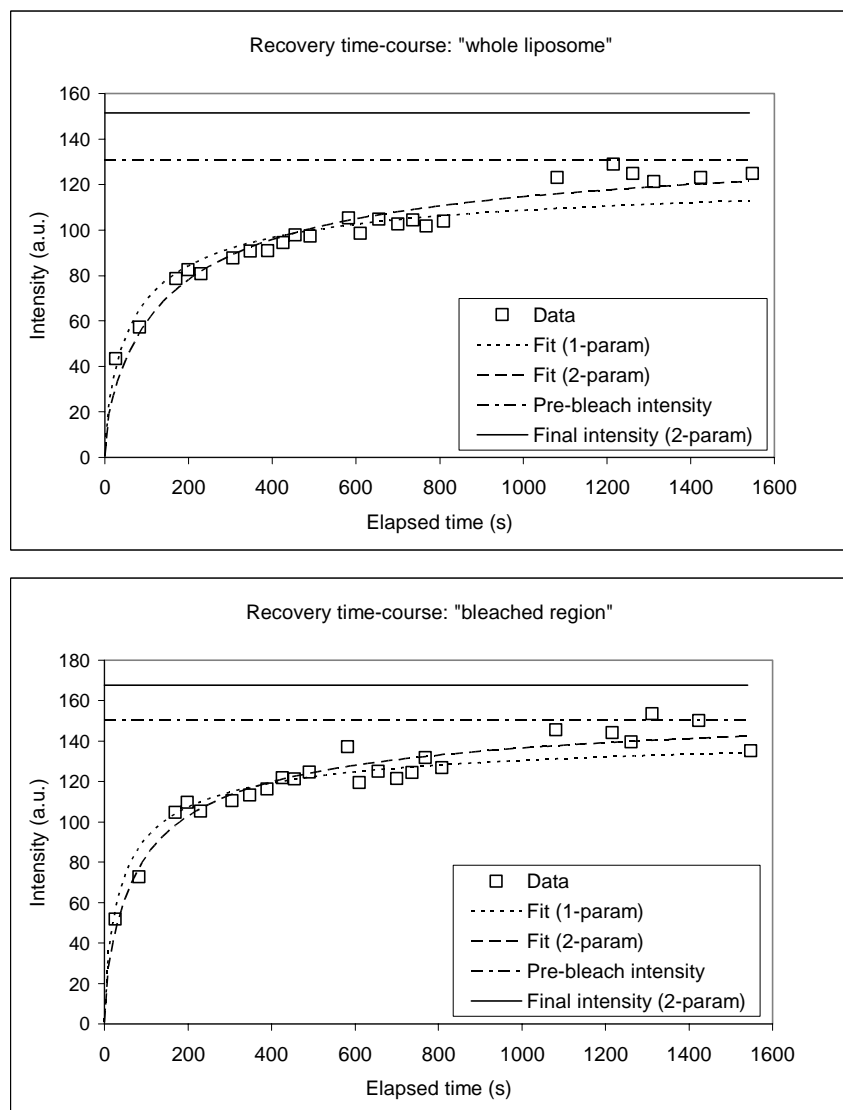 Recovery time-course: "whole liposome"
160
140
120
100
80
60
40
20
0
Intensity (a.u.)
Data
Fit (1-param)
Fit (2-param)
Pre-bleach intensity
Final intensity (2-param)
0 200 400 600 800 1000 1200 1400 1600
Elapsed time (s)
Recovery time-course: "bleached region"
180
160
140
120
100
80
60
40
20
0
Intensity (a.u.)
Data
Fit (1-param)
Fit (2-param)
Pre-bleach intensity
Final intensity (2-param)
0 200 400 600 800 1000 1200 1400 1600
Elapsed time (s)